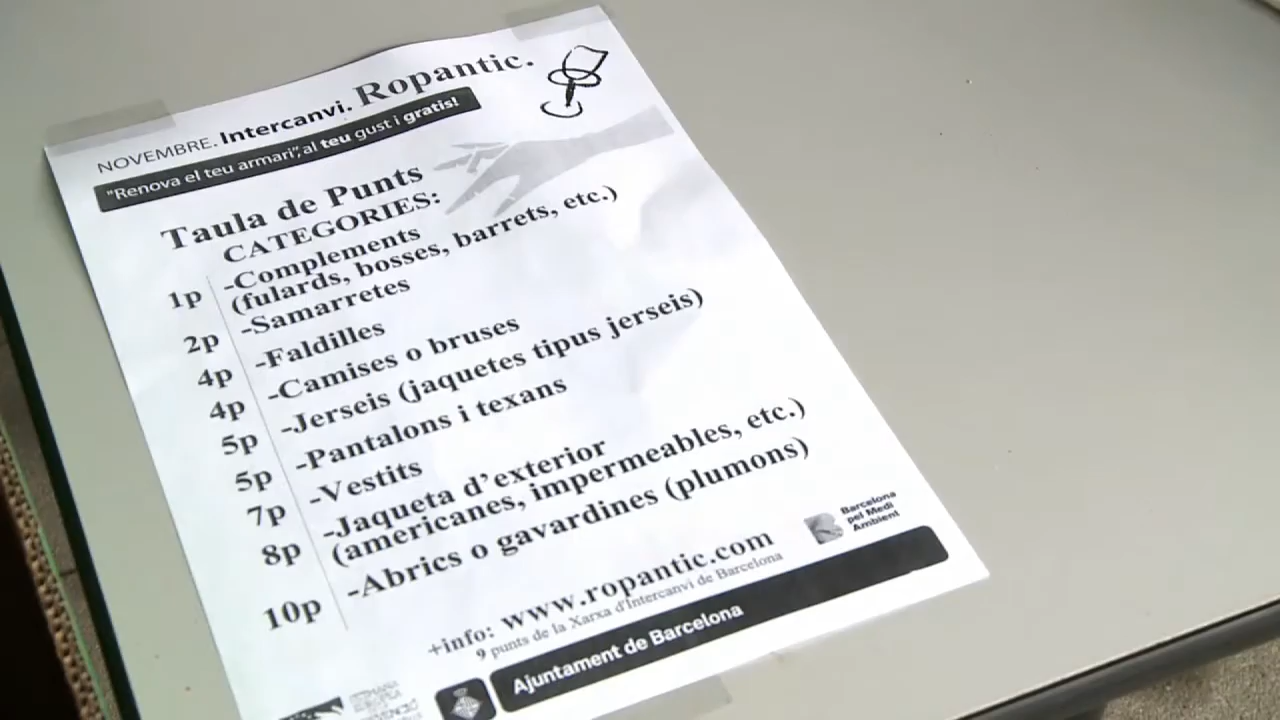 NOVEMBRE. Intercanvi. Ropantic.
"Renova el teu armari", al teu gust i gratis!
Taula de Punts
CATEGORIES:
1p -Complements
(fulards, bosses, barrets, etc.)
2p -Samarretes
4p -Faldilles
4p -Camises o bruses
5p -Jerseis (jaquetes tipus jerseis)
5p -Pantalons i texans
7p -Vestits
8p -Jaqueta d'exterior
(americanes, impermeables, etc.)
10p -Abrics o gavardines (plumons)
+info: www.ropantic.com
9 punts de la Xarxa d'Intercanvi de Barcelona
Barcelona
pel Medi
Ambient
Ajuntament de Barcelona